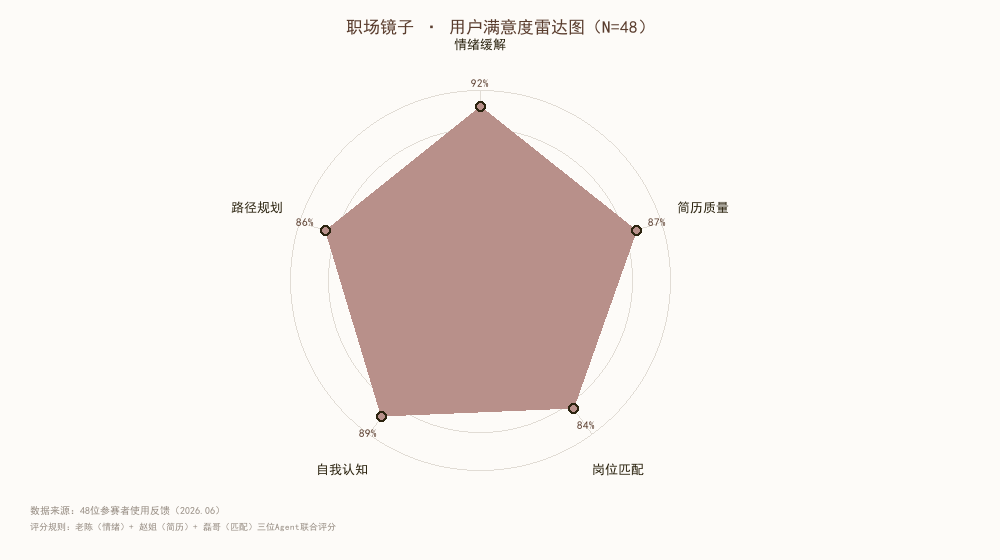 职场镜子 · 用户满意度雷达图（N=48）
情绪缓解
92%
路径规划
简历质量
86%
87%
89%
84%
自我认知
岗位匹配
数据来源：48位参赛者使用反馈（2026.06）
评分规则：老陈（情绪）+ 赵姐（简历）+ 磊哥（匹配）三位Agent联合评分